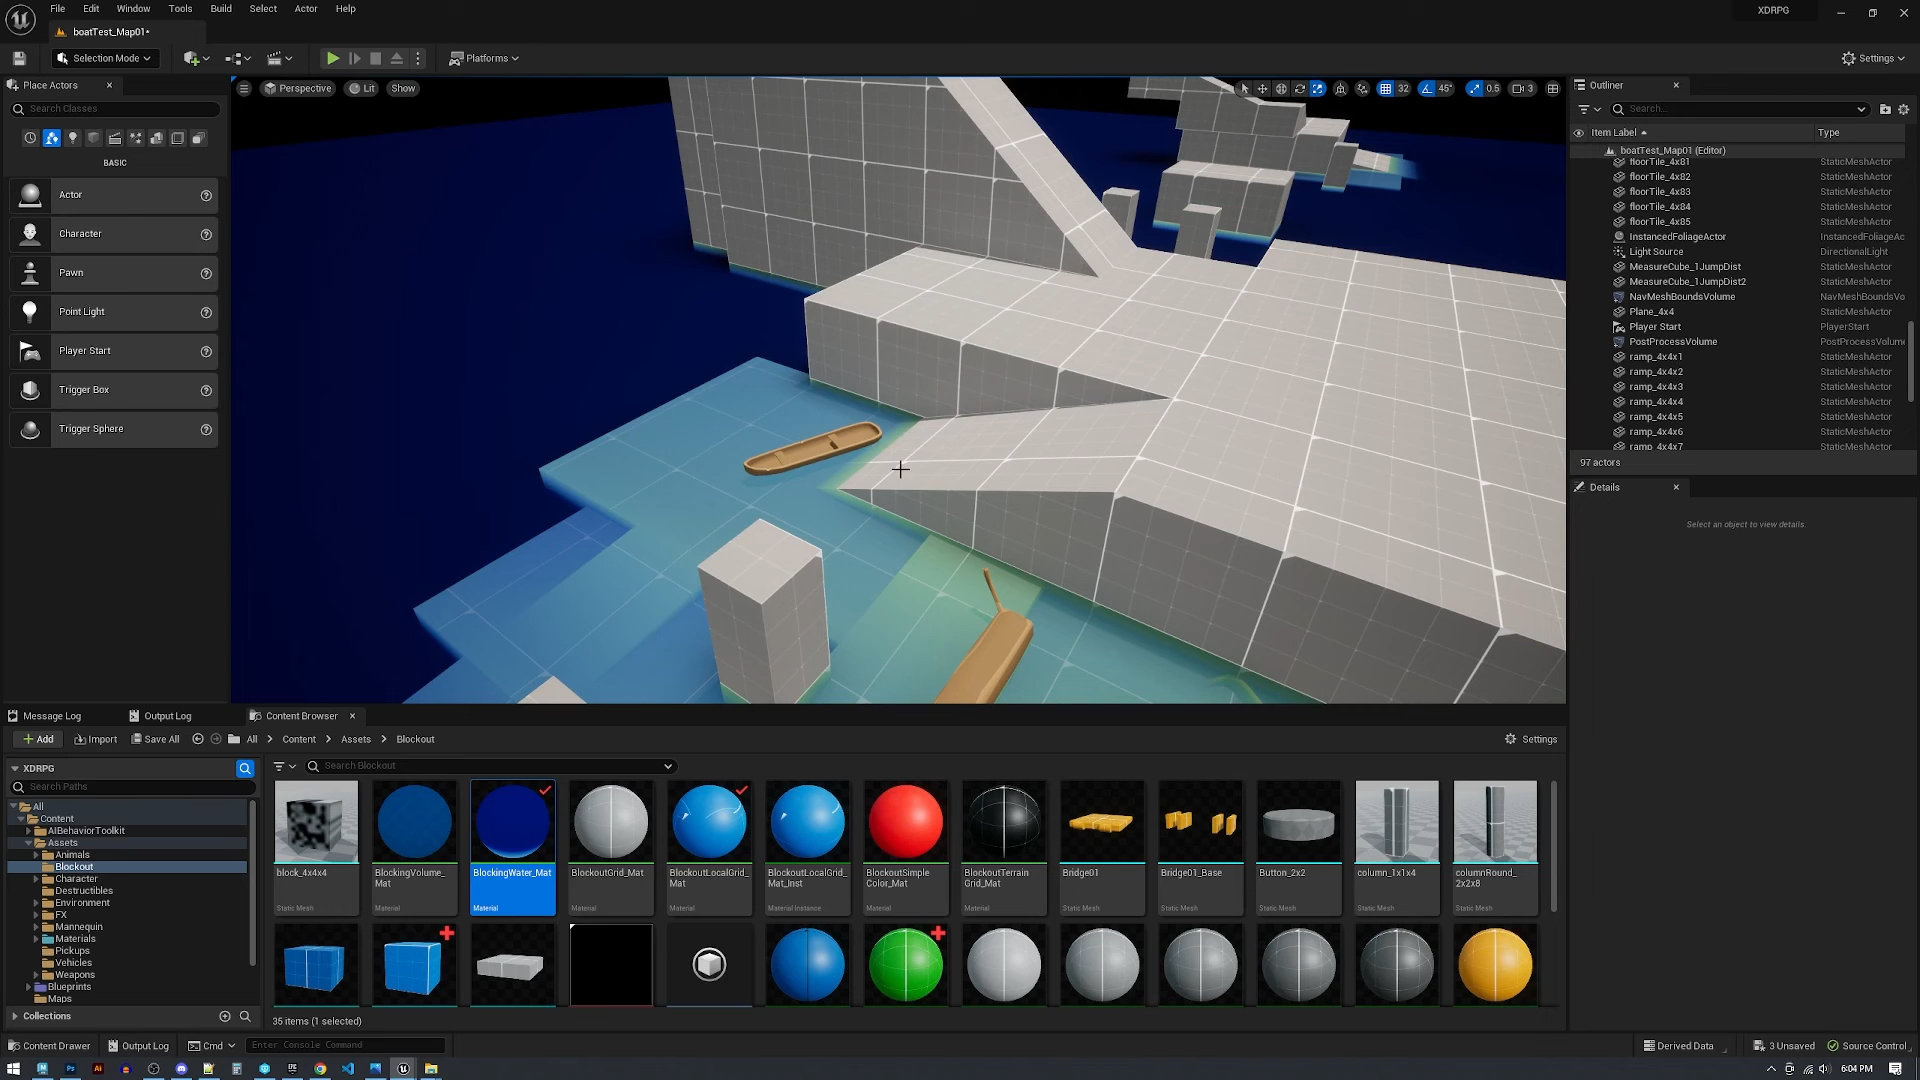 File Edit Window Tools Build Select Actor Help
XDRPG
boatTest_Map01•
Selection Mode
Platforms
Settings
Place Actors
Search Classes
BASIC
Actor
Character
Pawn
Point Light
Player Start
Trigger Box
Trigger Sphere
Perspective Lit Show
32 45° 0.5 3
Outliner
Search...
Item Label Type
boatTest_Map01 (Editor)
floorTile_4x81 StaticMeshActor
floorTile_4x82 StaticMeshActor
floorTile_4x83 StaticMeshActor
floorTile_4x84 StaticMeshActor
floorTile_4x85 StaticMeshActor
InstancedFoliageActor InstancedFoliageAc
Light Source DirectionalLight
MeasureCube_1JumpDist StaticMeshActor
MeasureCube_1JumpDist2 StaticMeshActor
NavMeshBoundsVolume NavMeshBoundsVo
Plane_4x4 StaticMeshActor
Player Start PlayerStart
PostProcessVolume PostProcessVolume
ramp_4x4x1 StaticMeshActor
ramp_4x4x2 StaticMeshActor
ramp_4x4x3 StaticMeshActor
ramp_4x4x4 StaticMeshActor
ramp_4x4x5 StaticMeshActor
ramp_4x4x6 StaticMeshActor
ramp_4x4x7 StaticMeshActor
97 actors
Details
Select an object to view details.
Message Log Output Log Content Browser
Add Import Save All All Content Assets Blockout Settings
XDRPG
Search Paths
All
Content
AIBehaviorToolkit
Assets
Animals
Blockout
Character
Destructibles
Environment
FX
Mannequin
Materials
Pickups
Vehicles
Weapons
Blueprints
Maps
Collections
Search Blockout
block_4x4x4
Static Mesh
BlockingVolume_
Mat
Material
BlockingWater_Mat
Material
BlockoutGrid_Mat
Material
BlockoutLocalGrid_
Mat
Material
BlockoutLocalGrid_
Mat_Inst
Material Instance
BlockoutSimple
Color_Mat
Material
BlockoutTerrain
Grid_Mat
Material
Bridge01
Static Mesh
Bridge01_Base
Static Mesh
Button_2x2
Static Mesh
column_1x1x4
Static Mesh
columnRound_
2x2x8
Static Mesh
35 items (1 selected)
Content Drawer Output Log Cmd Enter Console Command Derived Data 3 Unsaved Source Control
6:04 PM